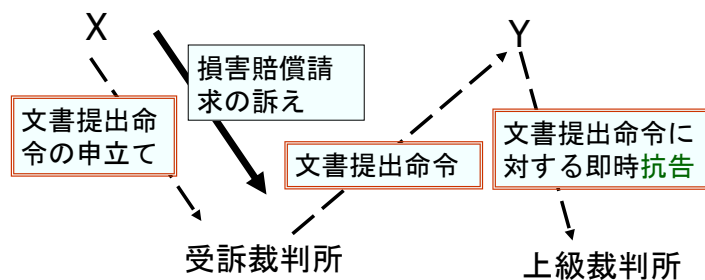 X
Y
損害賠償請
求の訴え
文書提出命
令の申立て
文書提出命令
文書提出命令に
対する即時抗告
受訴裁判所
上級裁判所